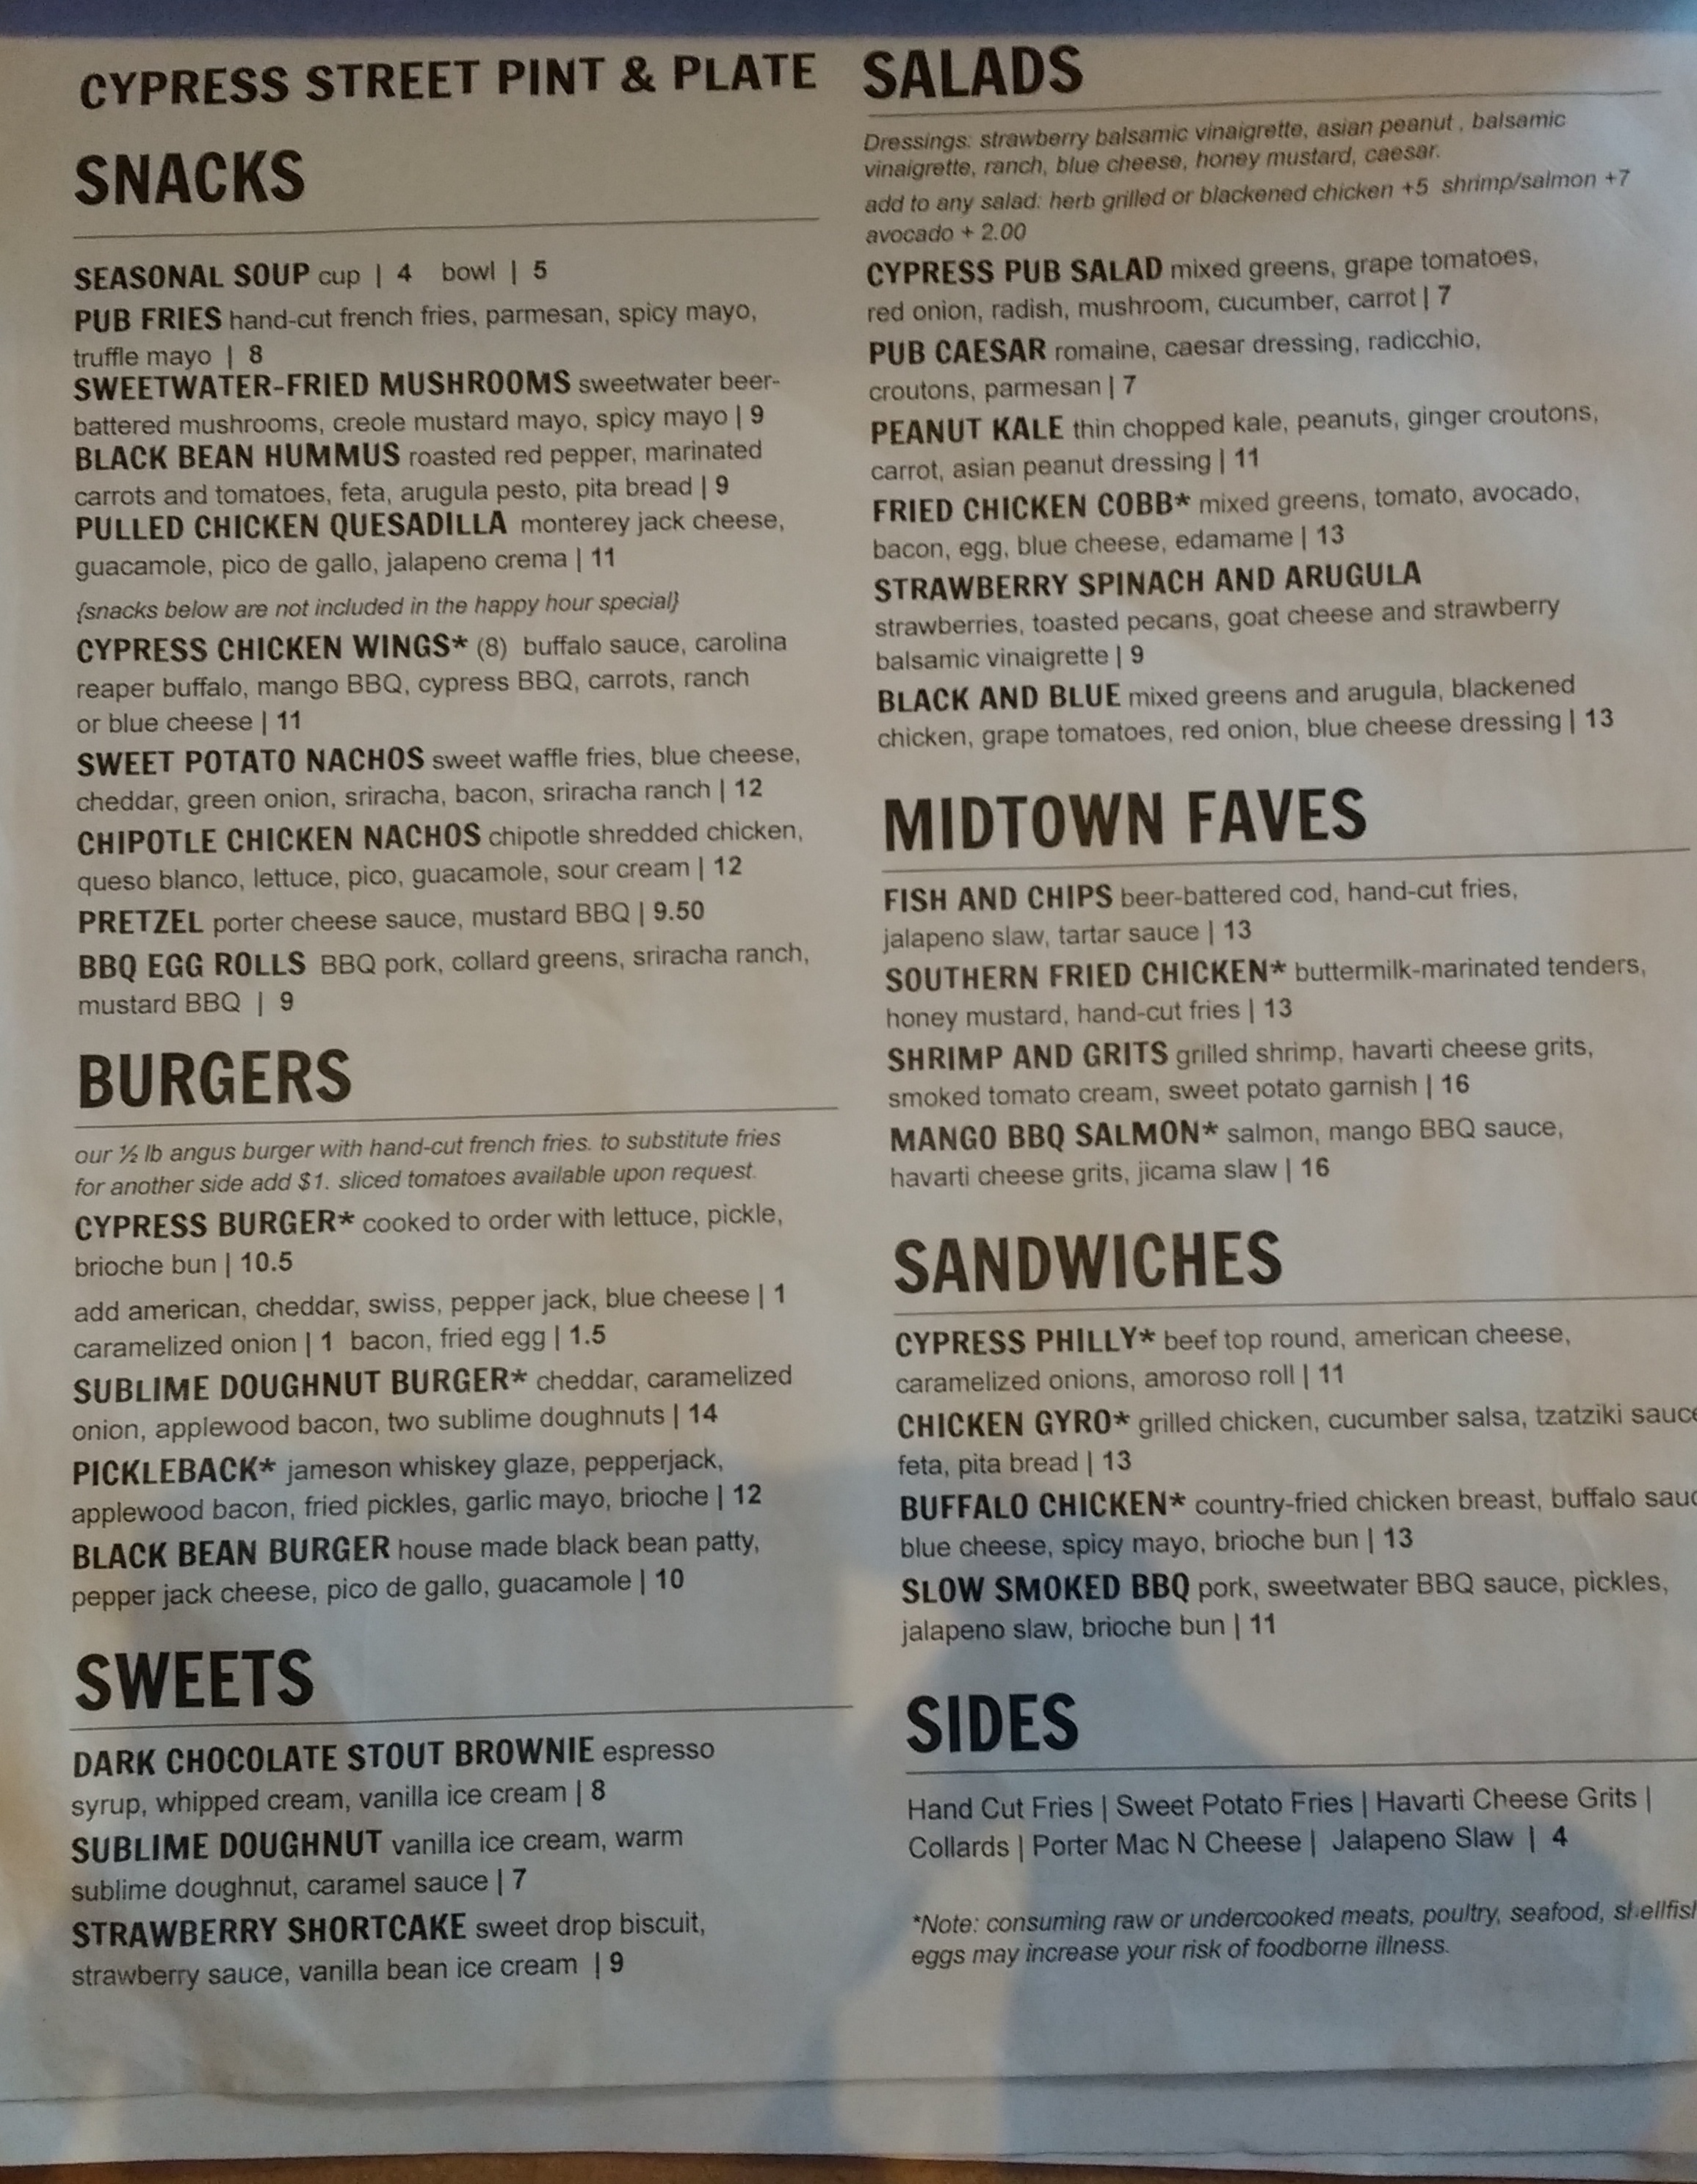 CYPRESS STREET PINT & PLATE
SNACKS
SEASONAL SOUP cup | 4 bowl | 5
PUB FRIES hand-cut french fries, parmesan, spicy mayo,
truffle mayo | 8
SWEETWATER-FRIED MUSHROOMS sweetwater beer-
battered mushrooms, creole mustard mayo, spicy mayo | 9
BLACK BEAN HUMMUS roasted red pepper, marinated
carrots and tomatoes, feta, arugula pesto, pita bread | 9
PULLED CHICKEN QUESADILLA monterey jack cheese,
guacamole, pico de gallo, jalapeno crema | 11
{snacks below are not included in the happy hour special}
CYPRESS CHICKEN WINGS* (8) buffalo sauce, carolina
reaper buffalo, mango BBQ, cypress BBQ, carrots, ranch
or blue cheese | 11
SWEET POTATO NACHOS sweet waffle fries, blue cheese,
cheddar, green onion, sriracha, bacon, sriracha ranch | 12
CHIPOTLE CHICKEN NACHOS chipotle shredded chicken,
queso blanco, lettuce, pico, guacamole, sour cream | 12
PRETZEL porter cheese sauce, mustard BBQ | 9.50
BBQ EGG ROLLS BBQ pork, collard greens, sriracha ranch,
mustard BBQ | 9
BURGERS
our ½ lb angus burger with hand-cut french fries. to substitute fries
for another side add $1. sliced tomatoes available upon request.
CYPRESS BURGER* cooked to order with lettuce, pickle,
brioche bun | 10.5
add american, cheddar, swiss, pepper jack, blue cheese | 1
caramelized onion | 1 bacon, fried egg | 1.5
SUBLIME DOUGHNUT BURGER* cheddar, caramelized
onion, applewood bacon, two sublime doughnuts | 14
PICKLEBACK* jameson whiskey glaze, pepperjack,
applewood bacon, fried pickles, garlic mayo, brioche | 12
BLACK BEAN BURGER house made black bean patty,
pepper jack cheese, pico de gallo, guacamole | 10
SWEETS
DARK CHOCOLATE STOUT BROWNIE espresso
syrup, whipped cream, vanilla ice cream | 8
SUBLIME DOUGHNUT vanilla ice cream, warm
sublime doughnut, caramel sauce | 7
STRAWBERRY SHORTCAKE sweet drop biscuit,
strawberry sauce, vanilla bean ice cream | 9
SALADS
Dressings: strawberry balsamic vinaigrette, asian peanut , balsamic
vinaigrette, ranch, blue cheese, honey mustard, caesar.
add to any salad: herb grilled or blackened chicken +5 shrimp/salmon +7
avocado + 2.00
CYPRESS PUB SALAD mixed greens, grape tomatoes,
red onion, radish, mushroom, cucumber, carrot | 7
PUB CAESAR romaine, caesar dressing, radicchio,
croutons, parmesan | 7
PEANUT KALE thin chopped kale, peanuts, ginger croutons,
carrot, asian peanut dressing | 11
FRIED CHICKEN COBB* mixed greens, tomato, avocado,
bacon, egg, blue cheese, edamame | 13
STRAWBERRY SPINACH AND ARUGULA
strawberries, toasted pecans, goat cheese and strawberry
balsamic vinaigrette | 9
BLACK AND BLUE mixed greens and arugula, blackened
chicken, grape tomatoes, red onion, blue cheese dressing | 13
MIDTOWN FAVES
FISH AND CHIPS beer-battered cod, hand-cut fries,
jalapeno slaw, tartar sauce | 13
SOUTHERN FRIED CHICKEN* buttermilk-marinated tenders,
honey mustard, hand-cut fries | 13
SHRIMP AND GRITS grilled shrimp, havarti cheese grits,
smoked tomato cream, sweet potato garnish | 16
MANGO BBQ SALMON* salmon, mango BBQ sauce,
havarti cheese grits, jicama slaw | 16
SANDWICHES
CYPRESS PHILLY* beef top round, american cheese,
caramelized onions, amoroso roll | 11
CHICKEN GYRO* grilled chicken, cucumber salsa, tzatziki sauce
feta, pita bread | 13
BUFFALO CHICKEN* country-fried chicken breast, buffalo sauc
blue cheese, spicy mayo, brioche bun | 13
SLOW SMOKED BBQ pork, sweetwater BBQ sauce, pickles,
jalapeno slaw, brioche bun | 11
SIDES
Hand Cut Fries | Sweet Potato Fries | Havarti Cheese Grits |
Collards | Porter Mac N Cheese | Jalapeno Slaw | 4
*Note: consuming raw or undercooked meats, poultry, seafood, shellfish
eggs may increase your risk of foodborne illness.